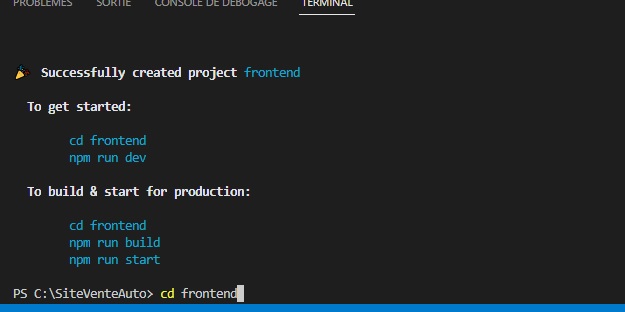 PROBLÈMES SORTIE CONSOLE DE DÉBOGAGE TERMINAL
Successfully created project frontend
To get started:
cd frontend
npm run dev
To build & start for production:
cd frontend
npm run build
npm run start
PS C:\SiteVenteAuto> cd frontend